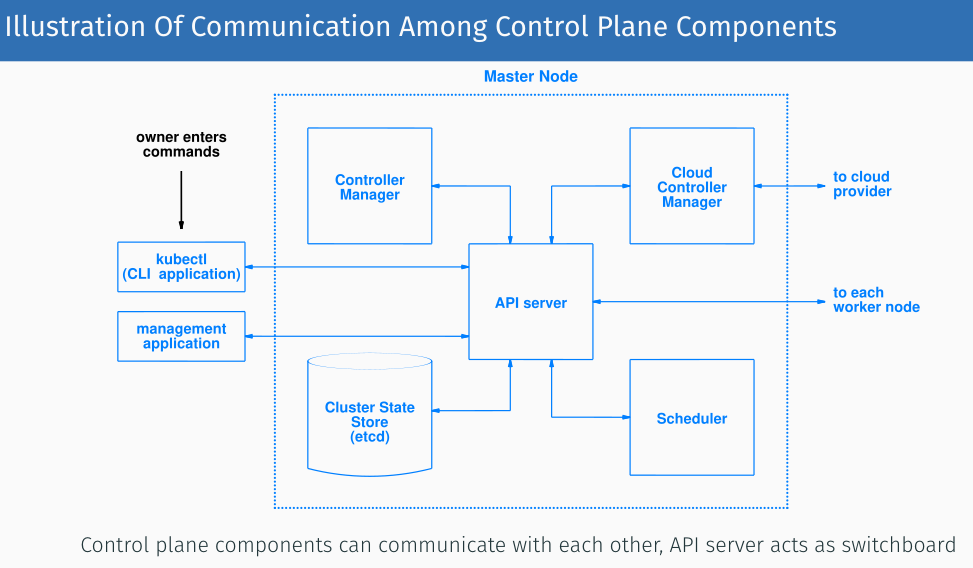 Illustration Of Communication Among Control Plane Components
Master Node
owner enters
commands
Controller
Manager
Cloud
Controller
Manager
to cloud
provider
kubectl
(CLI application)
API server
to each
worker node
management
application
Cluster State
Store
(etcd)
Scheduler
Control plane components can communicate with each other, API server acts as switchboard